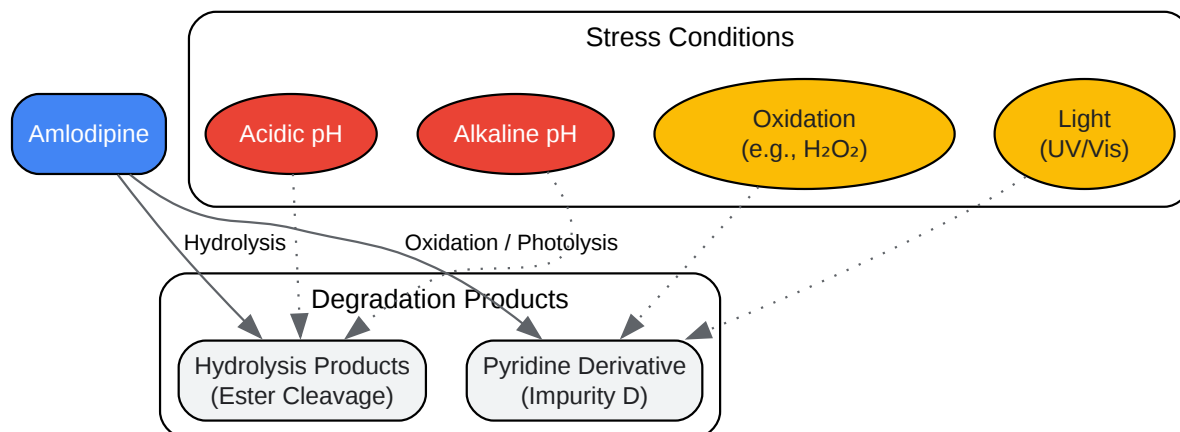 Stress Conditions
Amlodipine
Acidic pH
Alkaline pH
Oxidation
(e.g., H₂O₂)
Light
(UV/Vis)
Hydrolysis
Oxidation / Photolysis
Degradation Products
Hydrolysis Products
(Ester Cleavage)
Pyridine Derivative
(Impurity D)